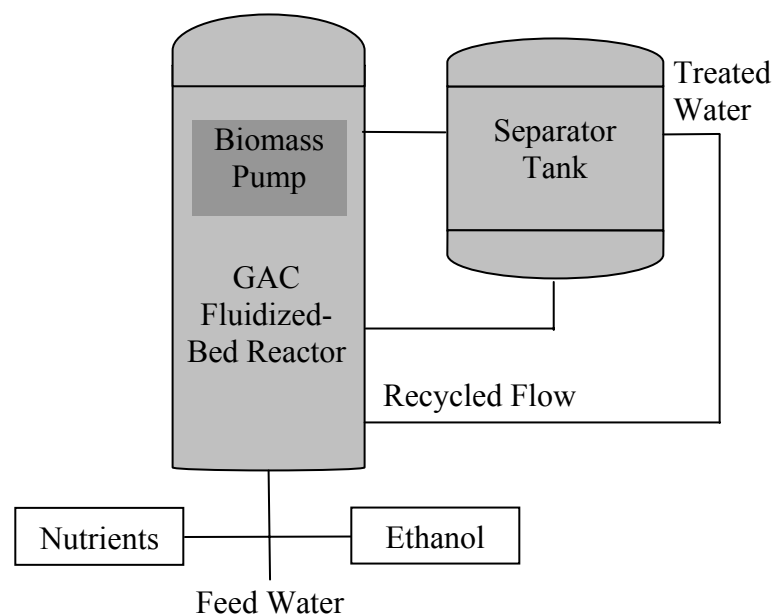 Biomass
Pump
GAC
Fluidized-
Bed Reactor
Separator
Tank
Treated
Water
Recycled Flow
Nutrients
Ethanol
Feed Water